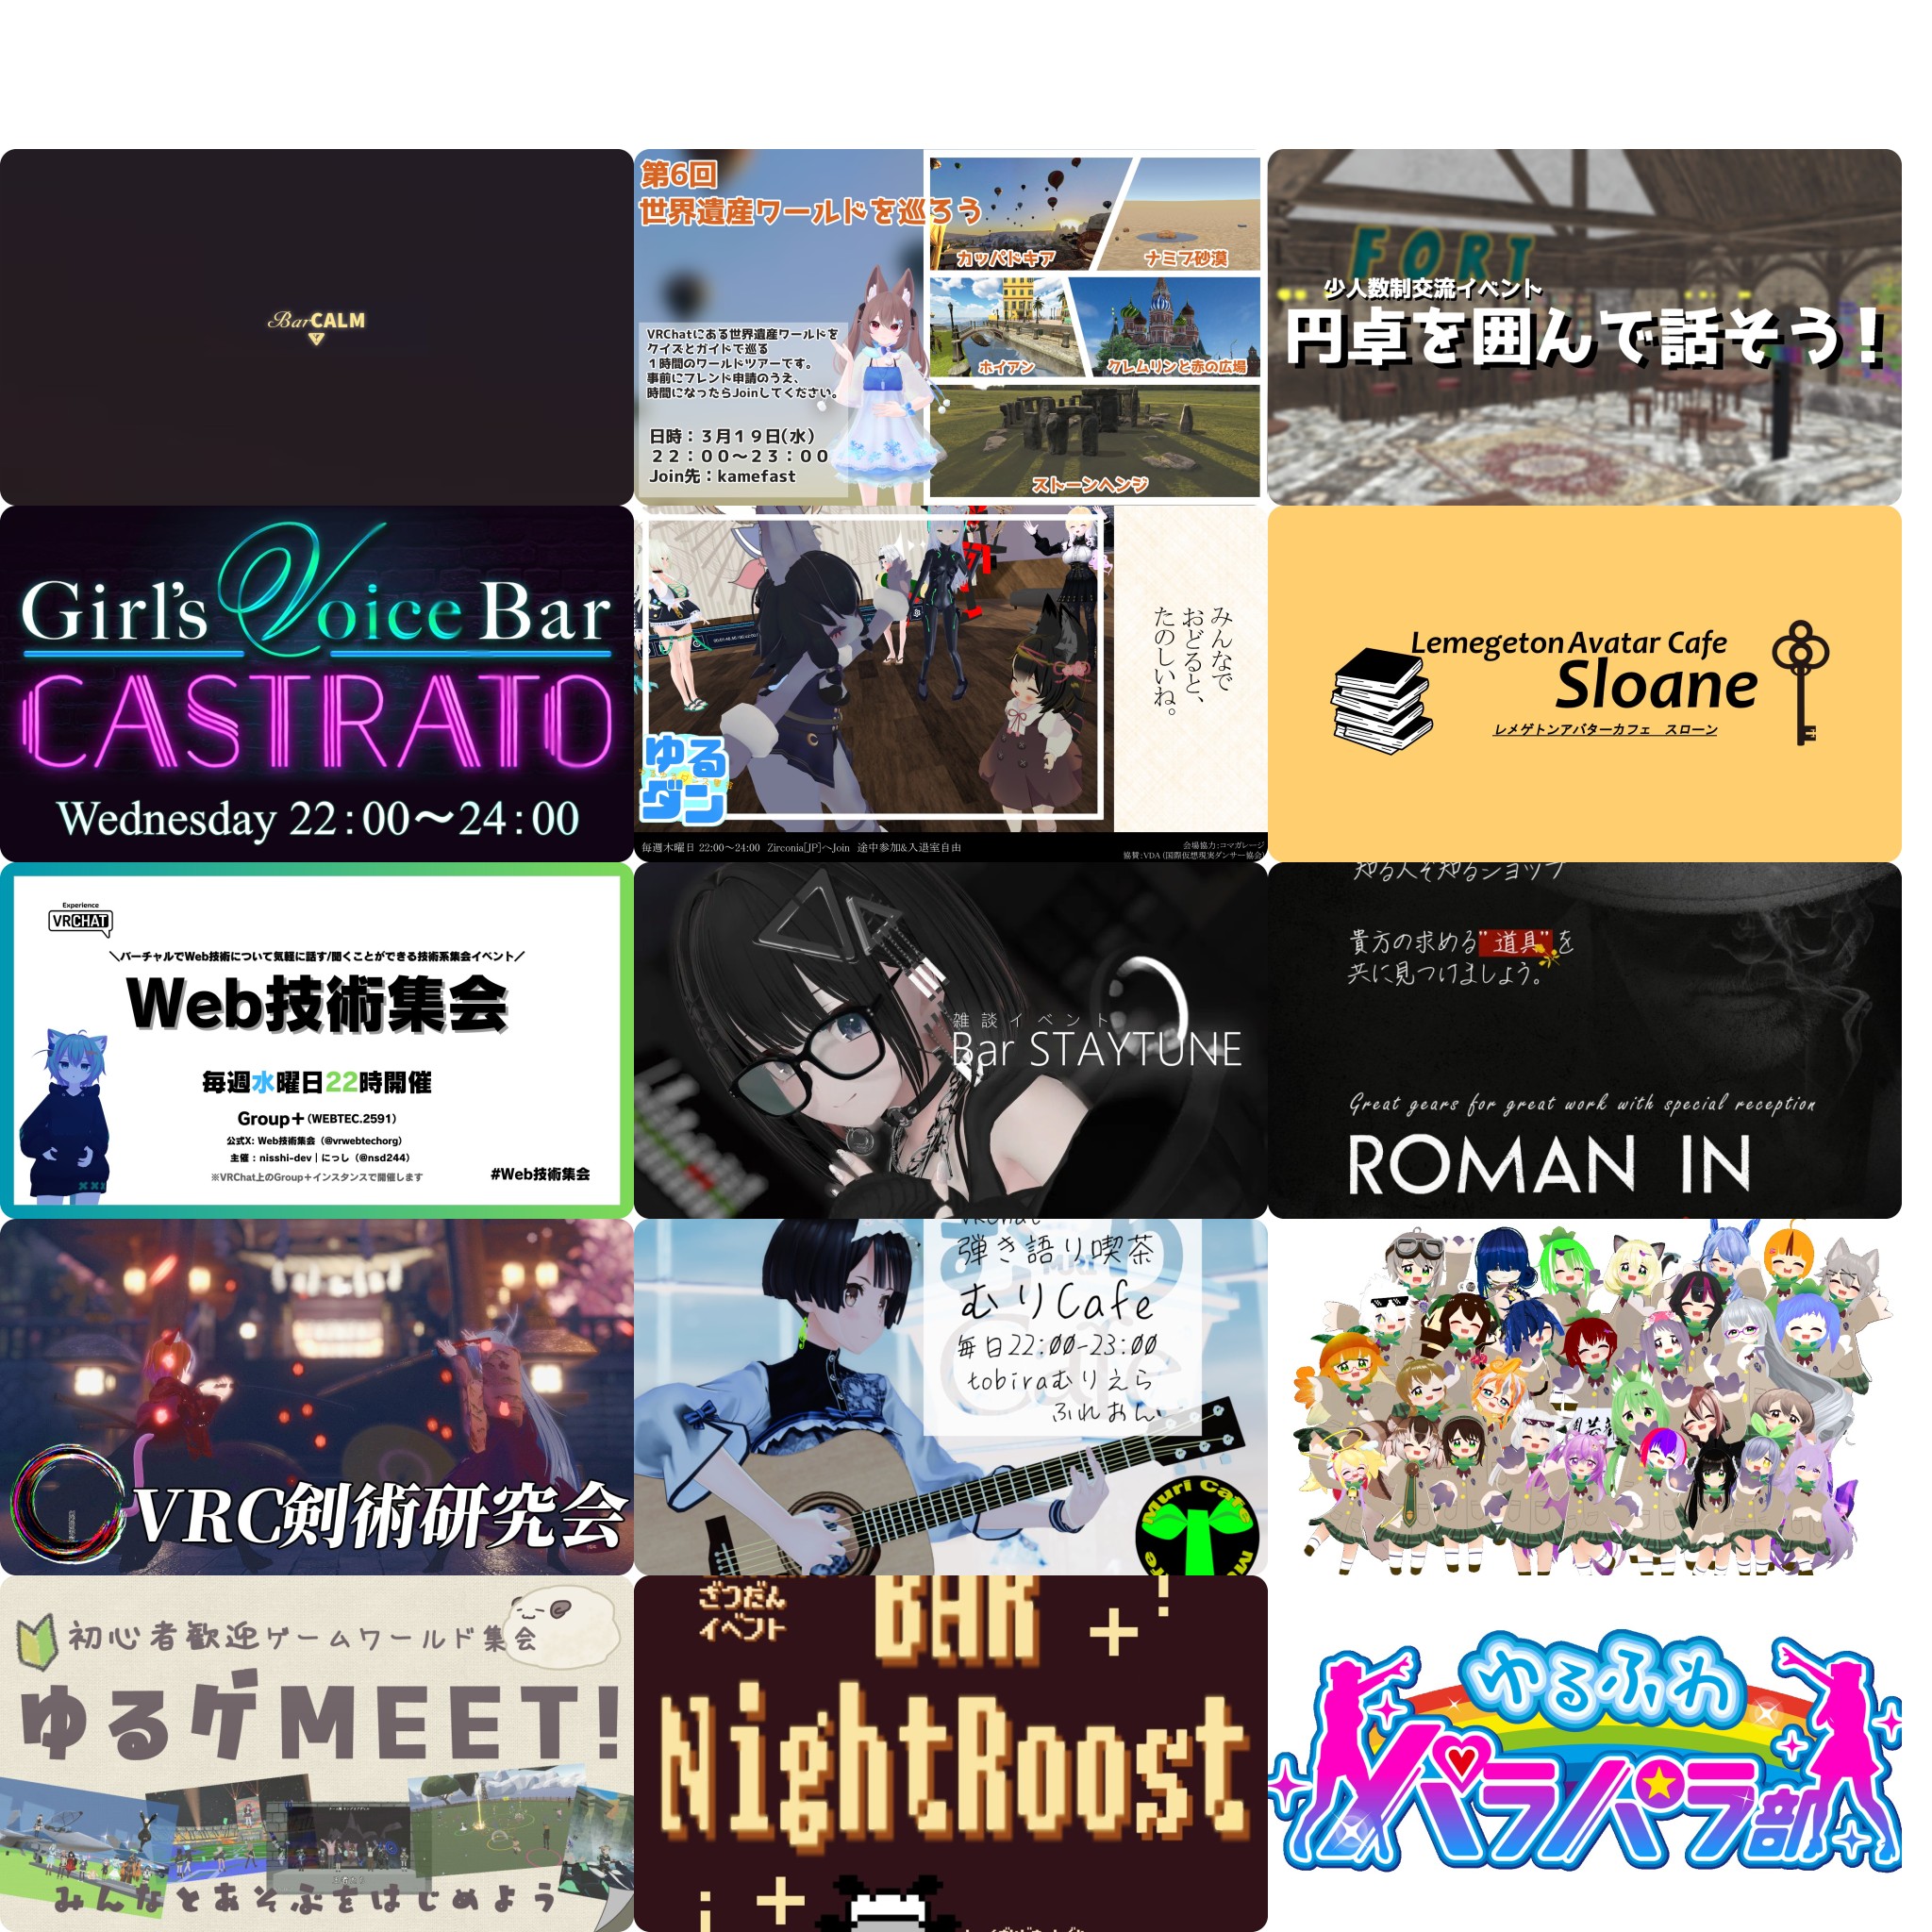 BarCALM
第6回
世界遺産ワールドを巡ろう
VRChatにある世界遺産ワールドを
クイズとガイドで巡る
1時間のワールドツアーです。
事前にフレンド申請のうえ、
時間になったらJoinしてください。
日時：３月１９日(水)
２２：００～２３：００
Join先：kamefast
カッパドキア
ナミブ砂漠
ホイアン
クレムリンと赤の広場
ストーンヘンジ
FORT
少人数制交流イベント
円卓を囲んで話そう！
Girl's Voice Bar
CASTRATO
Wednesday 22:00～24:00
みんなで
おどると、
たのしいね。
ゆる
ダン
毎週木曜日 22:00～24:00 Zirconia[JP]へJoin 途中参加&入退室自由
会場協力:コマガレージ
協賛:VDA (国際仮想現実ダンサー協会)
Lemegeton Avatar Cafe
Sloane
レメゲトンアバターカフェ スローン
Experience
VRCHAT
＼バーチャルでWeb技術について気軽に話す/聞くことができる技術系集会イベント／
Web技術集会
毎週水曜日22時開催
Group+ (WEBTEC.2591)
公式X: Web技術集会（@vrwebtechorg）
主催 : nisshi-dev | にっし（@nsd244）
※VRChat上のGroup+インスタンスで開催します
#Web技術集会
雑談イベント
Bar STAYTUNE
知る人ぞ知るショップ
貴方の求める"道具"を
共に見つけましょう。
Great gears for great work with special reception
ROMAN IN
VRC剣術研究会
VRChat
弾き語り喫茶
むりCafe
毎日22:00-23:00
tobiraむりえら
ふれおん
Muri Cafe
初心者歓迎ゲームワールド集会
ゆるゲMEET!
みんなとあそぶをはじめよう
ざつだん
イベント
BAR
NightRoost
ゆるふわ
パラパラ部